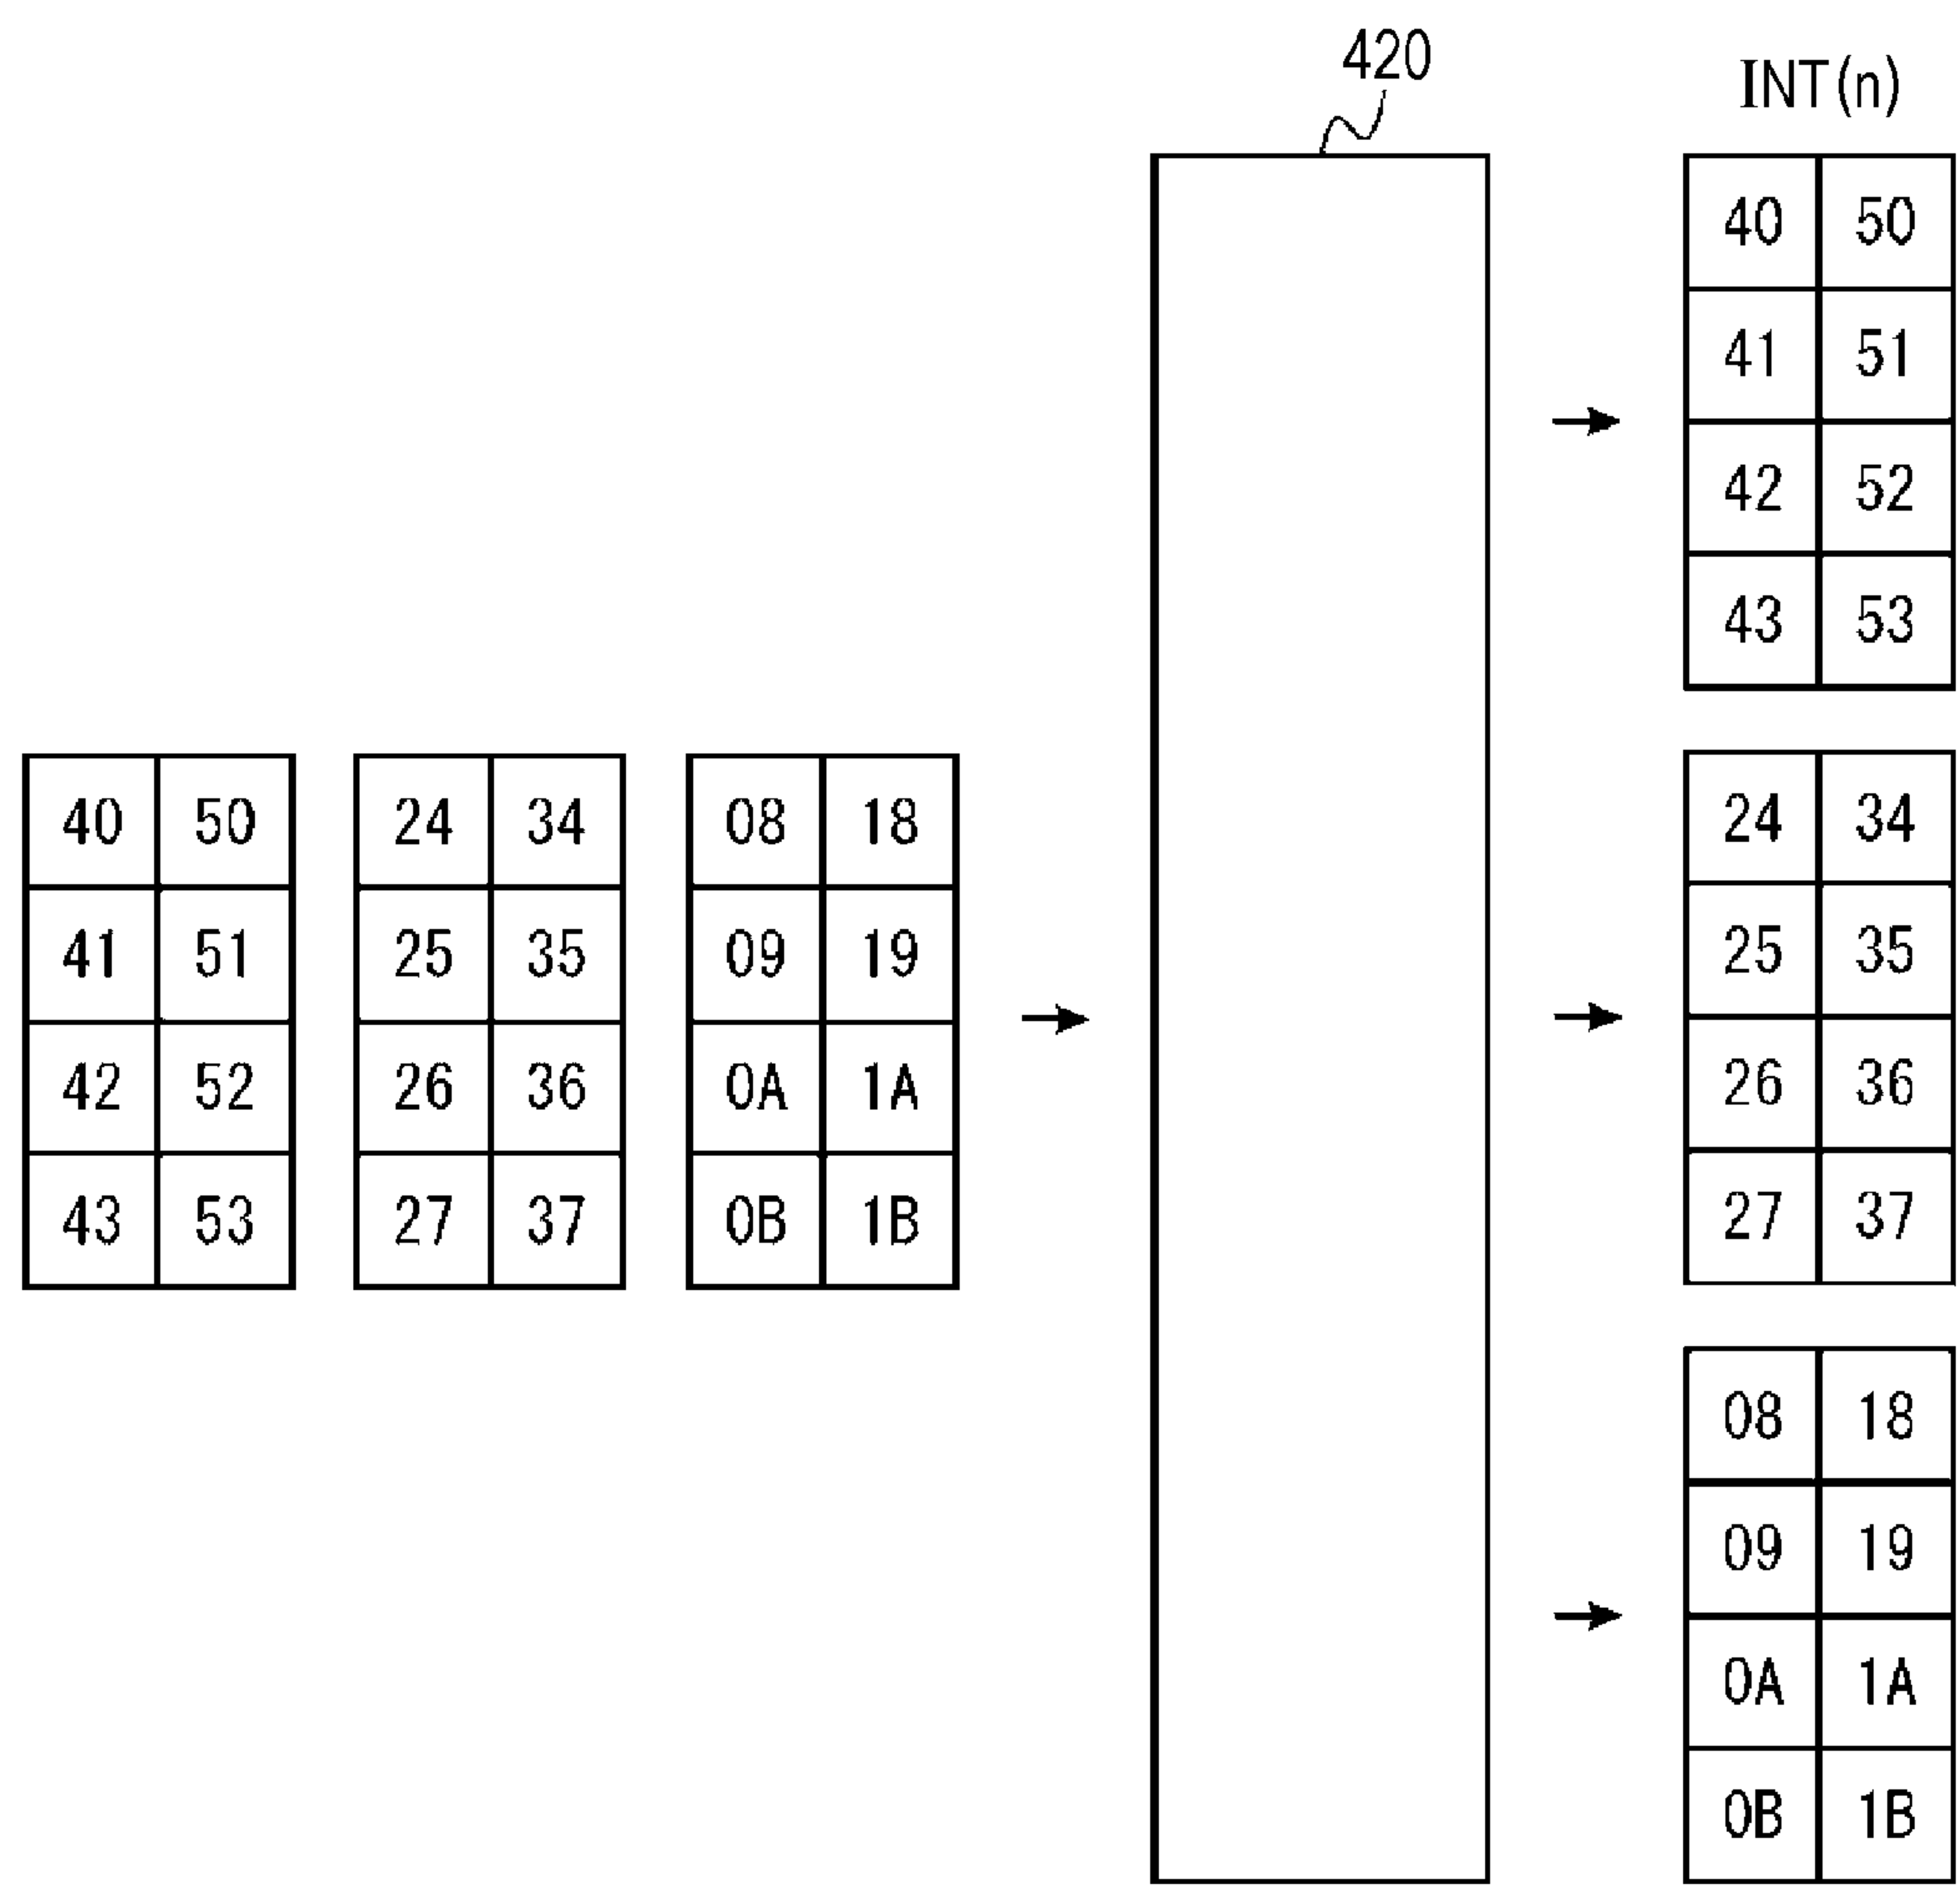 420
INT(n)
40 50
41 51
42 52
43 53
40 50 24 34 08 18
41 51 25 35 09 19
42 52 26 36 0A 1A
43 53 27 37 0B 1B
24 34
25 35
26 36
27 37
08 18
09 19
0A 1A
0B 1B